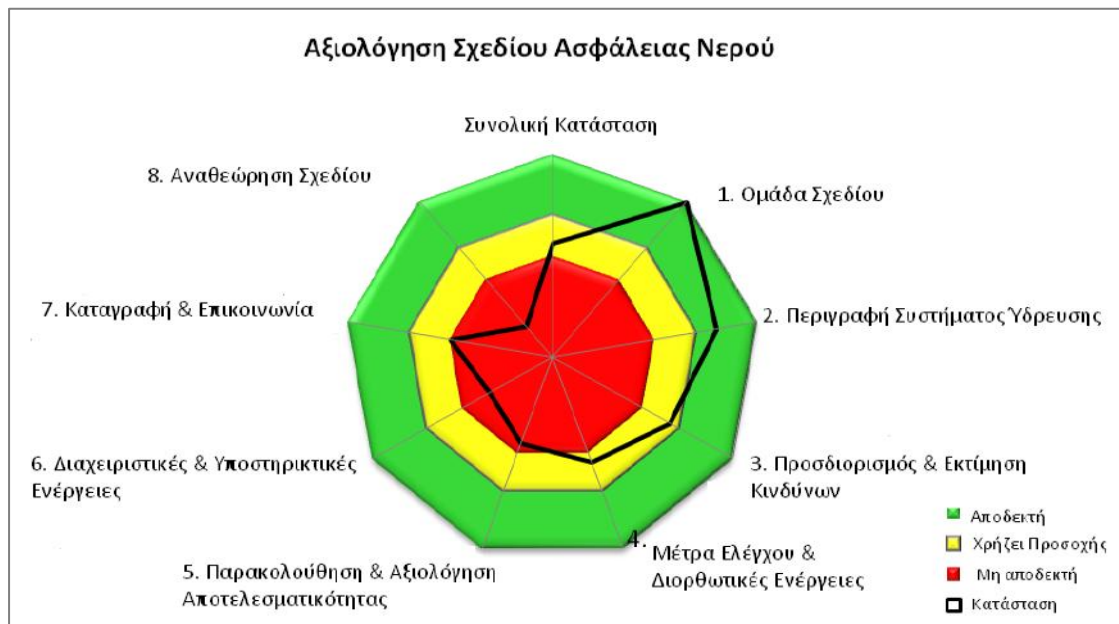 Αξιολόγηση Σχεδίου Ασφάλειας Νερού
Συνολική Κατάσταση
1. Ομάδα Σχεδίου
2. Περιγραφή Συστήματος Ύδρευσης
3. Προσδιορισμός & Εκτίμηση
Κινδύνων
4. Μέτρα Ελέγχου &
Διορθωτικές Ενέργειες
5. Παρακολούθηση & Αξιολόγηση
Αποτελεσματικότητας
6. Διαχειριστικές & Υποστηρικτικές
Ενέργειες
7. Καταγραφή & Επικοινωνία
8. Αναθεώρηση Σχεδίου
Αποδεκτή
Χρήζει Προσοχής
Μη αποδεκτή
Κατάσταση